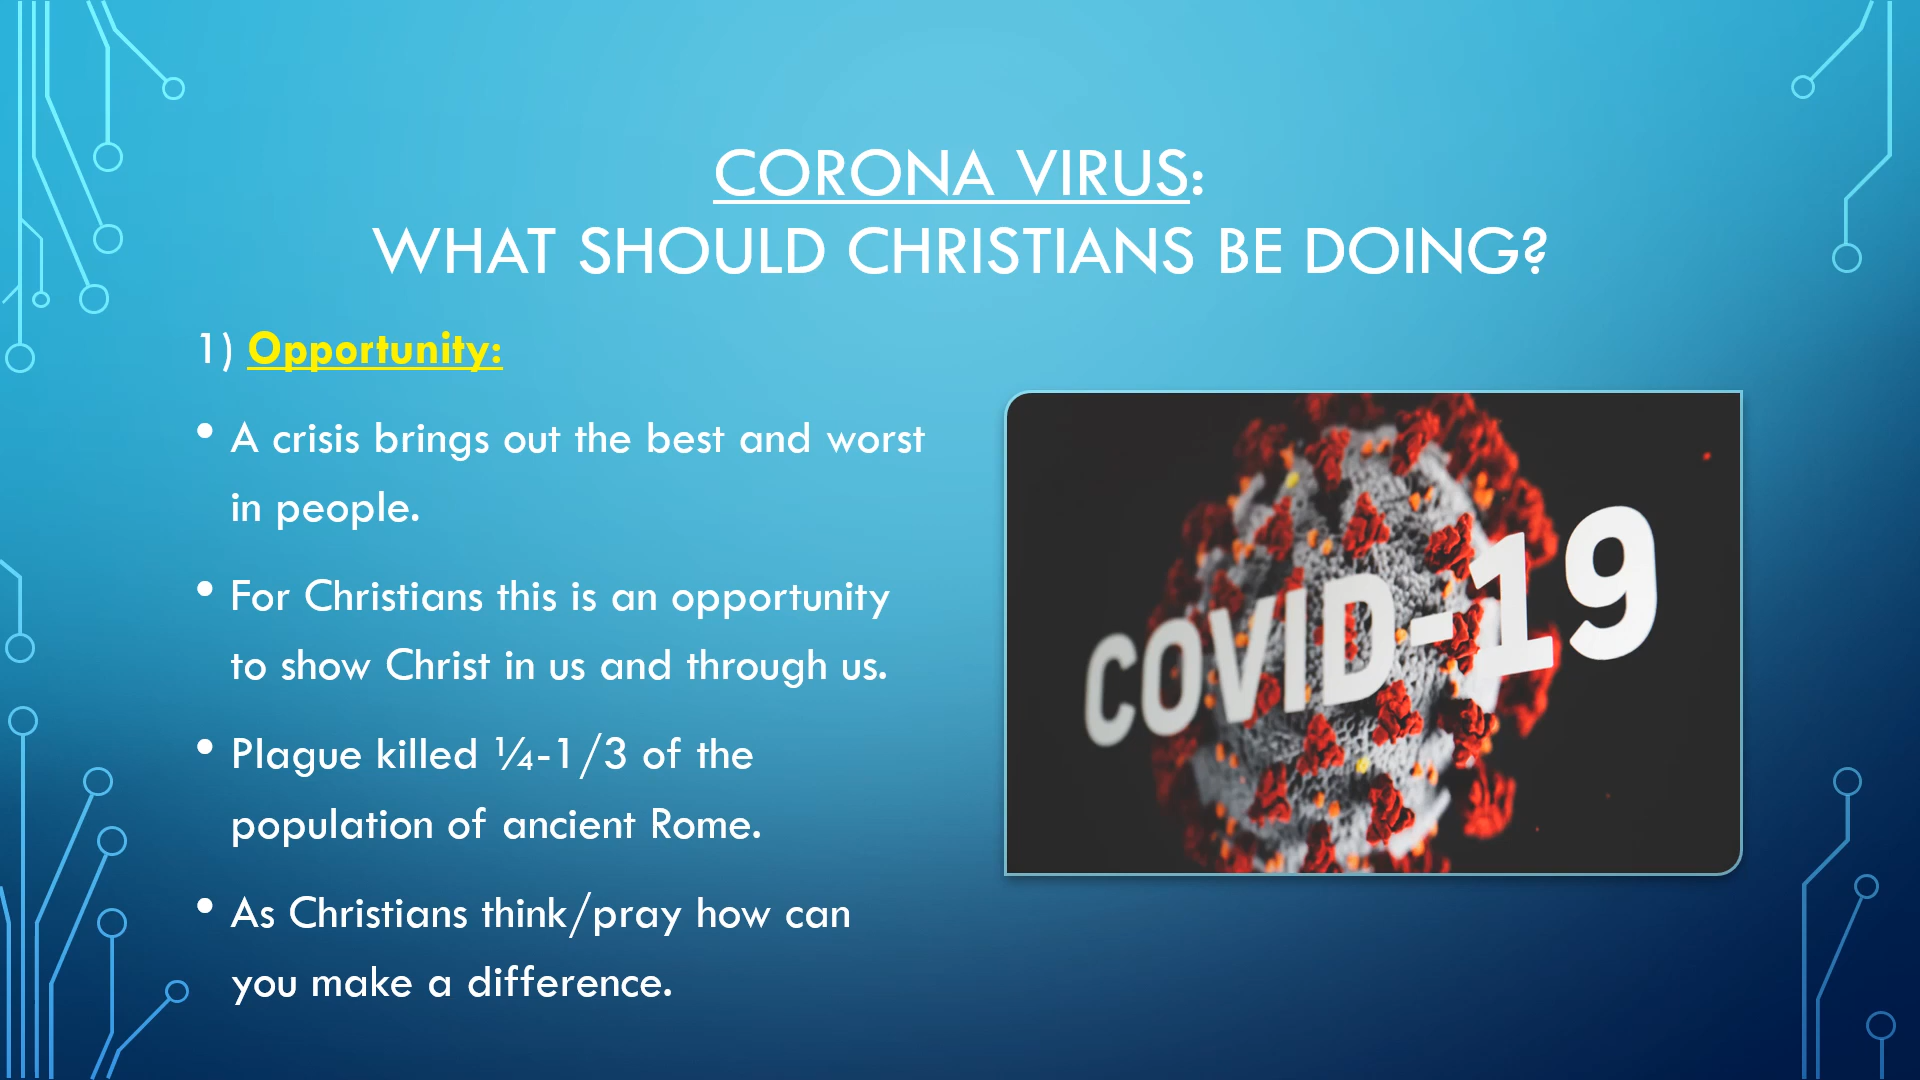 CORONA VIRUS:
WHAT SHOULD CHRISTIANS BE DOING?
1) Opportunity:
• A crisis brings out the best and worst
in people.
• For Christians this is an opportunity
to show Christ in us and through us.
• Plague killed ¼-1/3 of the
population of ancient Rome.
• As Christians think/pray how can
you make a difference.
COVID-19